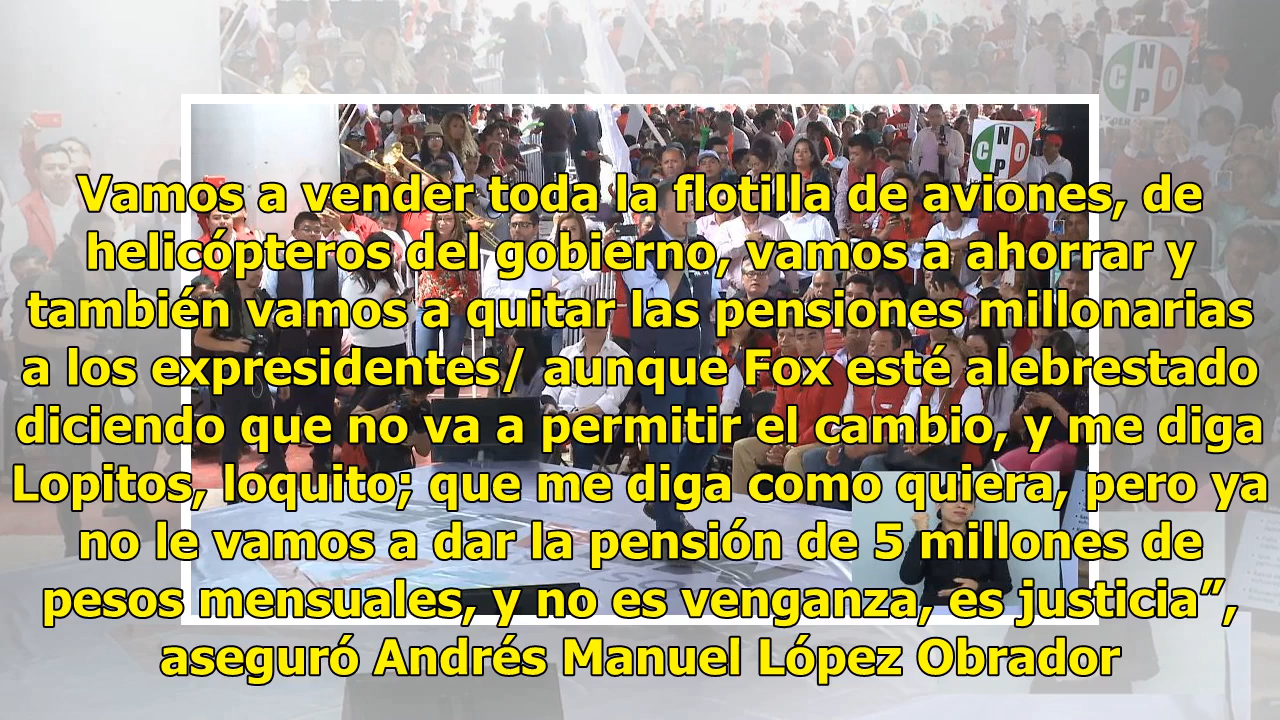 CNOP
CNOP
Vamos a vender toda la flotilla de aviones, de
helicópteros del gobierno, vamos a ahorrar y
también vamos a quitar las pensiones millonarias
a los expresidentes/ aunque Fox esté alebrestado
diciendo que no va a permitir el cambio, y me diga
Lopitos, loquito; que me diga como quiera, pero ya
no le vamos a dar la pensión de 5 millones de
pesos mensuales, y no es venganza, es justicia”,
aseguró Andrés Manuel López Obrador